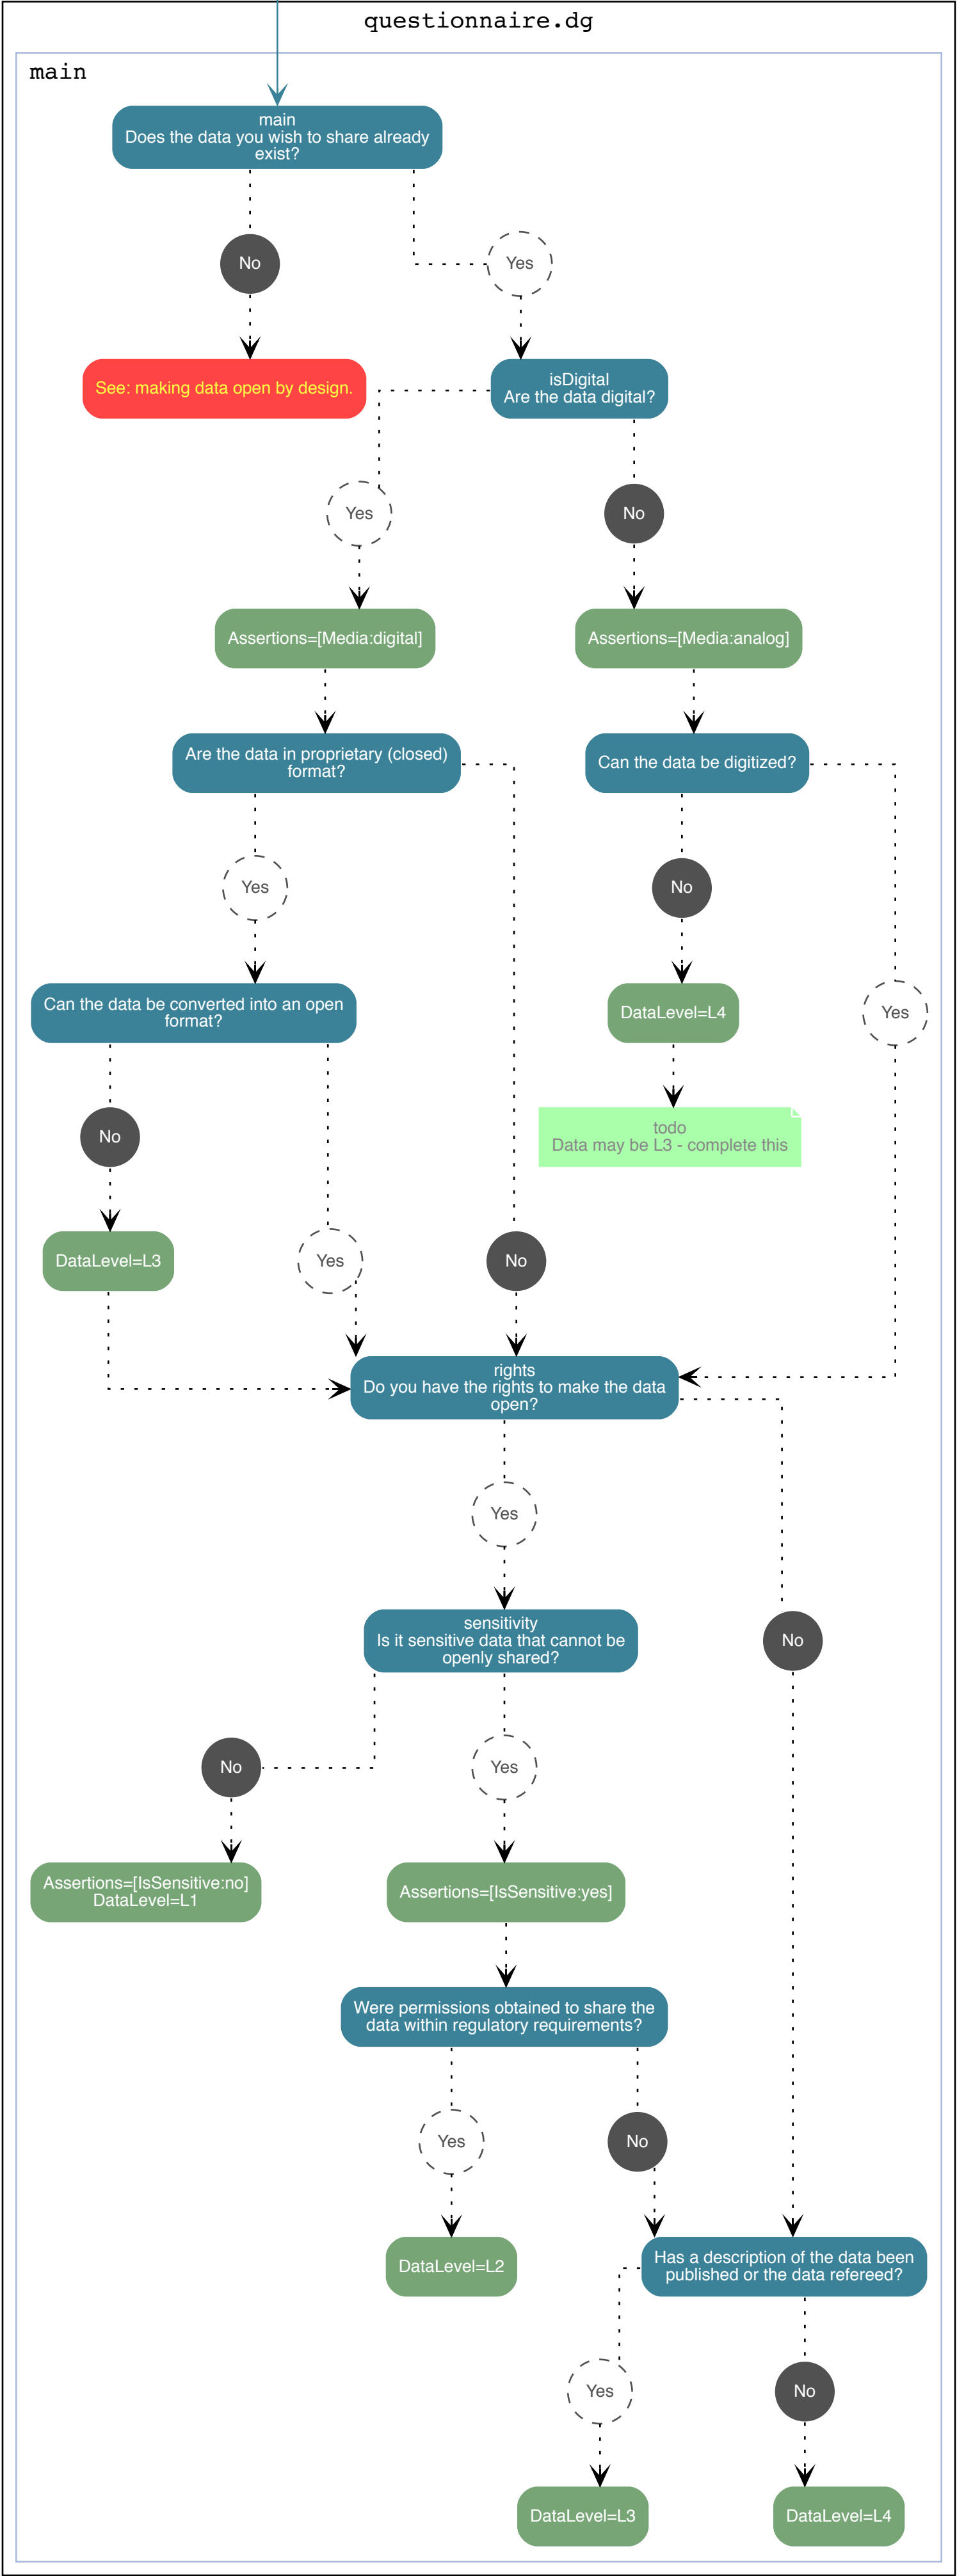 questionnaire.dg
main
main
Does the data you wish to share already
exist?
No
Yes
See: making data open by design.
isDigital
Are the data digital?
Yes
No
Assertions=[Media:digital]
Assertions=[Media:analog]
Are the data in proprietary (closed)
format?
Can the data be digitized?
Yes
No
Can the data be converted into an open
format?
DataLevel=L4
Yes
No
todo
Data may be L3 - complete this
DataLevel=L3
Yes
No
rights
Do you have the rights to make the data
open?
Yes
sensitivity
Is it sensitive data that cannot be
openly shared?
No
No
Yes
Assertions=[IsSensitive:no]
DataLevel=L1
Assertions=[IsSensitive:yes]
Were permissions obtained to share the
data within regulatory requirements?
Yes
No
DataLevel=L2
Has a description of the data been
published or the data refereed?
Yes
No
DataLevel=L3
DataLevel=L4